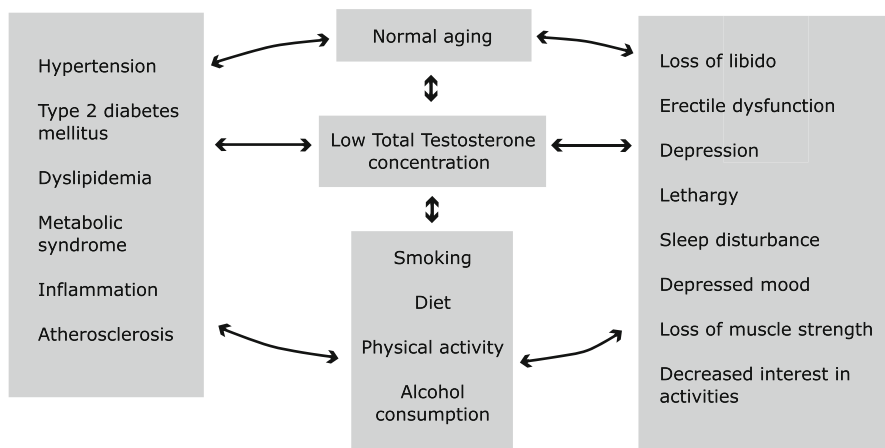 Hypertension
Type 2 diabetes
mellitus
Dyslipidemia
Metabolic
syndrome
Inflammation
Atherosclerosis
Normal aging
Low Total Testosterone
concentration
Smoking
Diet
Physical activity
Alcohol
consumption
Loss of libido
Erectile dysfunction
Depression
Lethargy
Sleep disturbance
Depressed mood
Loss of muscle strength
Decreased interest in
activities